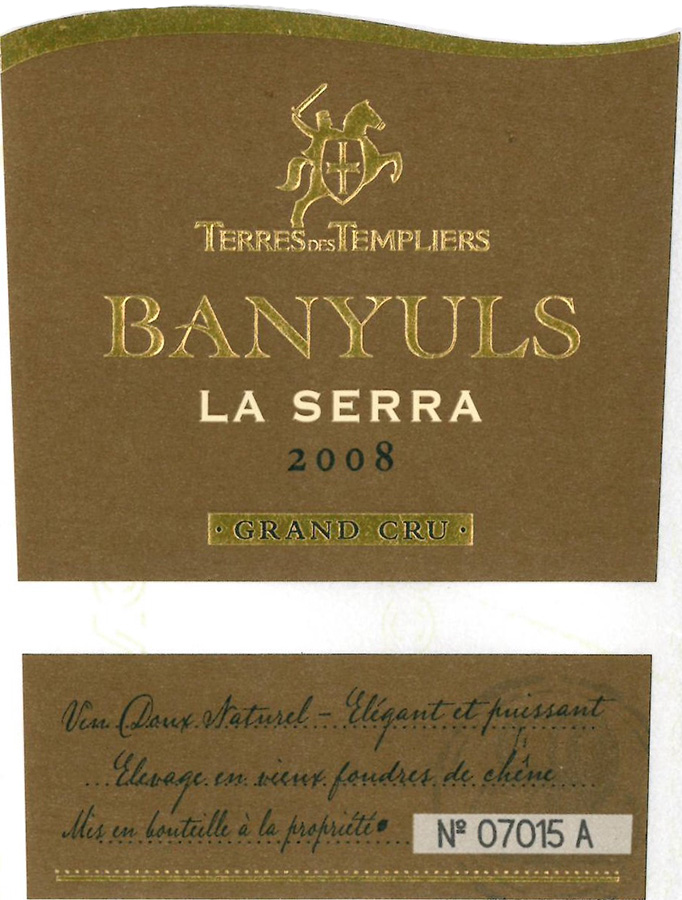 TERRES DES TEMPLIERS
BANYULS
LA SERRA
2008
· GRAND CRU ·
Vin Doux Naturel – Elégant et puissant
Elevage en vieux foudres de chêne
Mis en bouteille à la propriété
Nº 07015 A